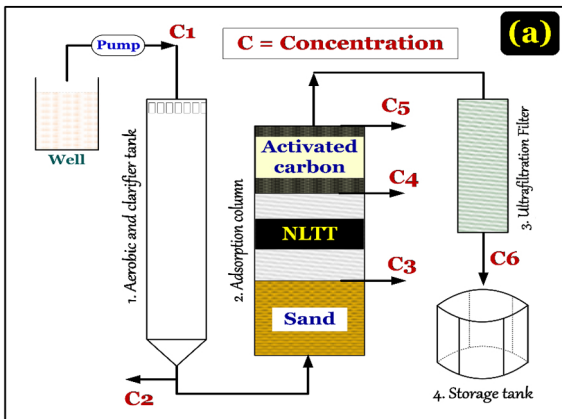 (a)
C1
Pump
C = Concentration
Well
1. Aerobic and clarifier tank
C2
2. Adsorption column
C5
Activated
carbon
C4
NLTT
C3
Sand
3. Ultrafiltration Filter
C6
4. Storage tank